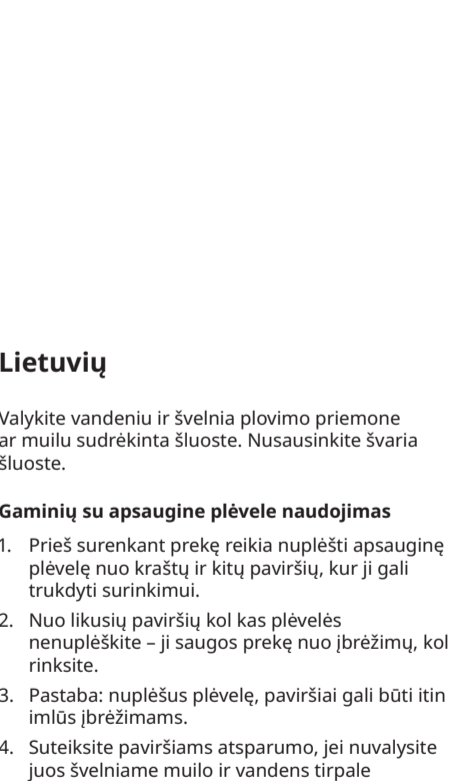 Lietuvių
Valykite vandeniu ir švelnia plovimo priemone
ar muilu sudrėkinta šluoste. Nusausinkite švaria
šluoste.
Gaminių su apsaugine plėvele naudojimas
1. Prieš surenkant prekę reikia nuplėšti apsauginę
plėvelę nuo kraštų ir kitų paviršių, kur ji gali
trukdyti surinkimui.
2. Nuo likusių paviršių kol kas plėvelės
nenuplėškite – ji saugos prekę nuo įbrėžimų, kol
rinksite.
3. Pastaba: nuplėšus plėvelę, paviršiai gali būti itin
imlūs įbrėžimams.
4. Suteiksite paviršiams atsparumo, jei nuvalysite
juos švelniame muilo ir vandens tirpale